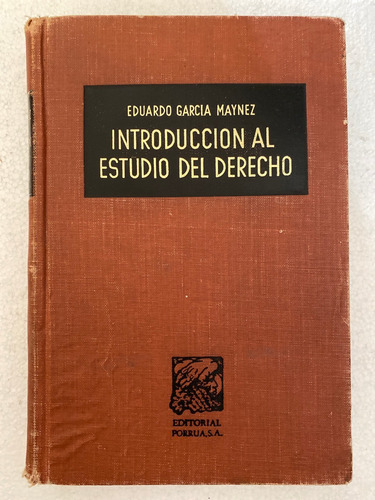 EDUARDO GARCIA MAYNEZ
INTRODUCCION AL
ESTUDIO DEL DERECHO
EDITORIAL
PORRUA, S.A.